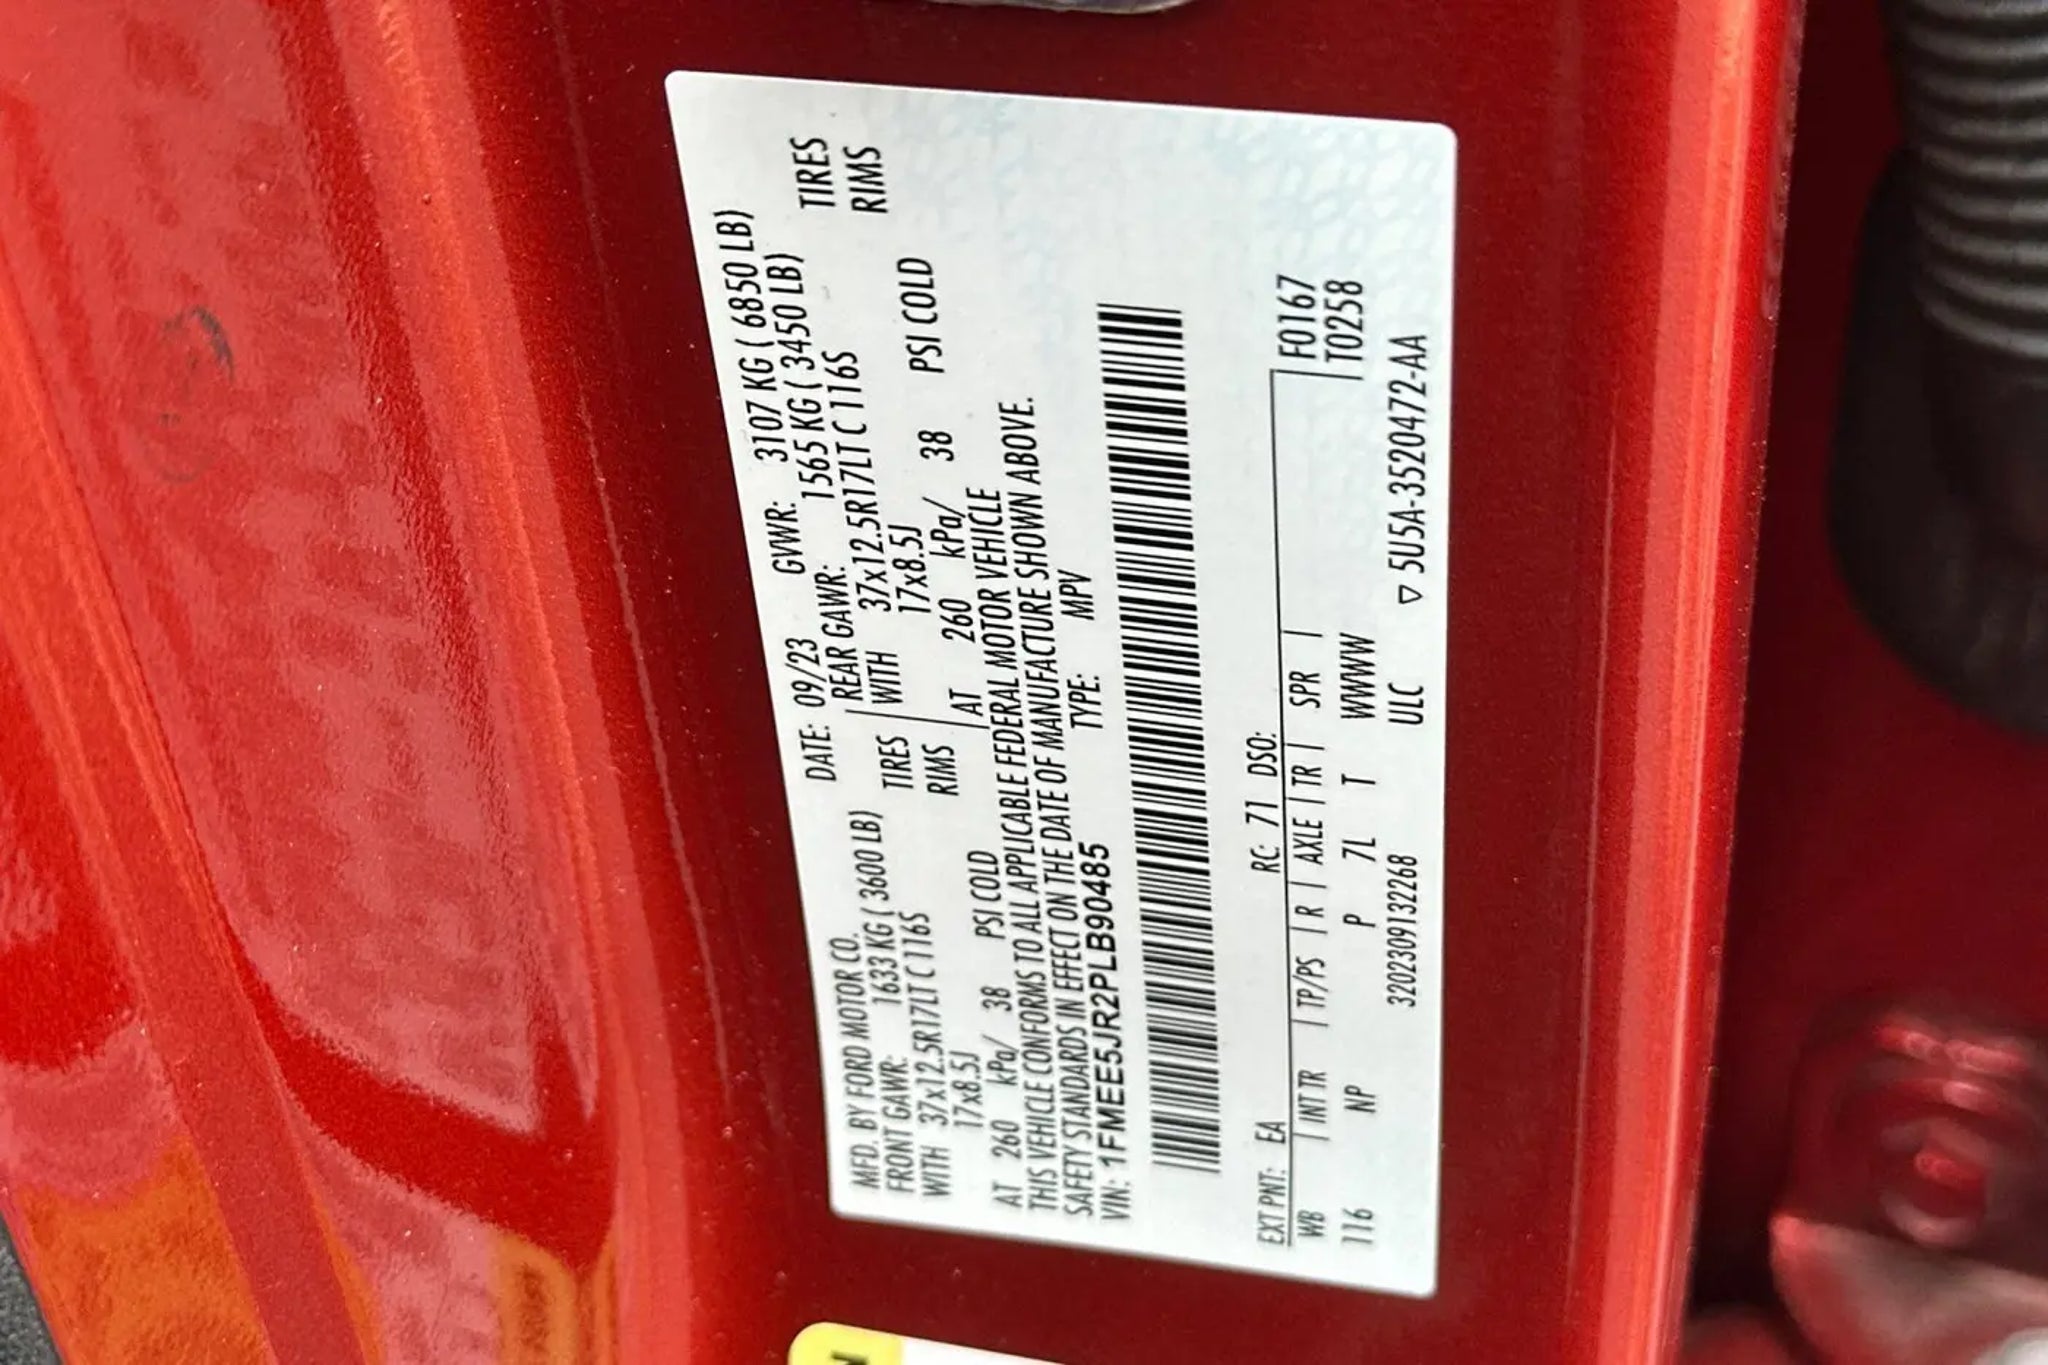 MFD. BY FORD MOTOR CO. DATE: 09/23 GVWR: 3107 KG ( 6850 LB)
FRONT GAWR: 1633 KG ( 3600 LB) REAR GAWR: 1565 KG ( 3450 LB)
WITH 37x12.5R17LT C 116S TIRES WITH 37x12.5R17LT C 116S TIRES
17x8.5J RIMS 17x8.5J RIMS
AT 260 kPa/ 38 PSI COLD AT 260 kPa/ 38 PSI COLD
THIS VEHICLE CONFORMS TO ALL APPLICABLE FEDERAL MOTOR VEHICLE
SAFETY STANDARDS IN EFFECT ON THE DATE OF MANUFACTURE SHOWN ABOVE.
VIN: 1FMEE5JR2PLB90485 TYPE: MPV
EXT PNT: EA RC: 71 DSO: F0167
WB | INT TR | TP/PS | R | AXLE | TR | SPR | T0258
116 NP P 7L T WWWW
3202309132268 ULC ▽ 5U5A-3520472-AA
N